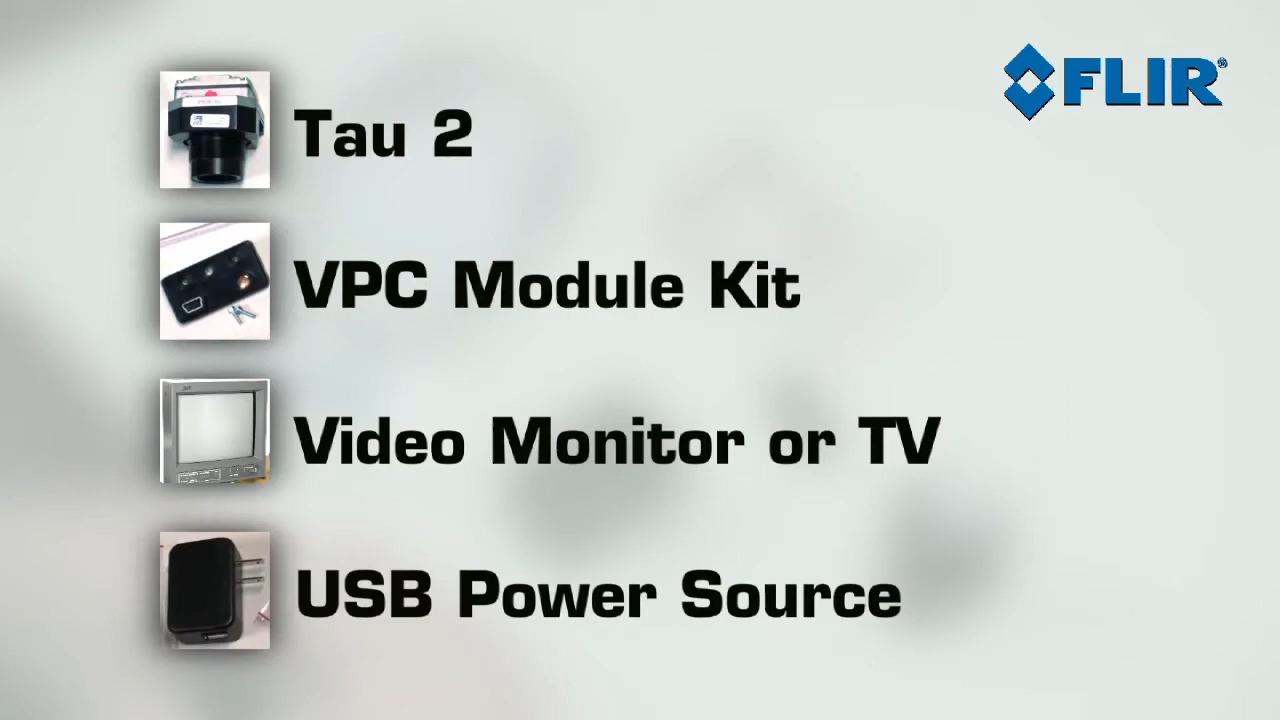 FLIR®
Tau 2
VPC Module Kit
Video Monitor or TV
USB Power Source